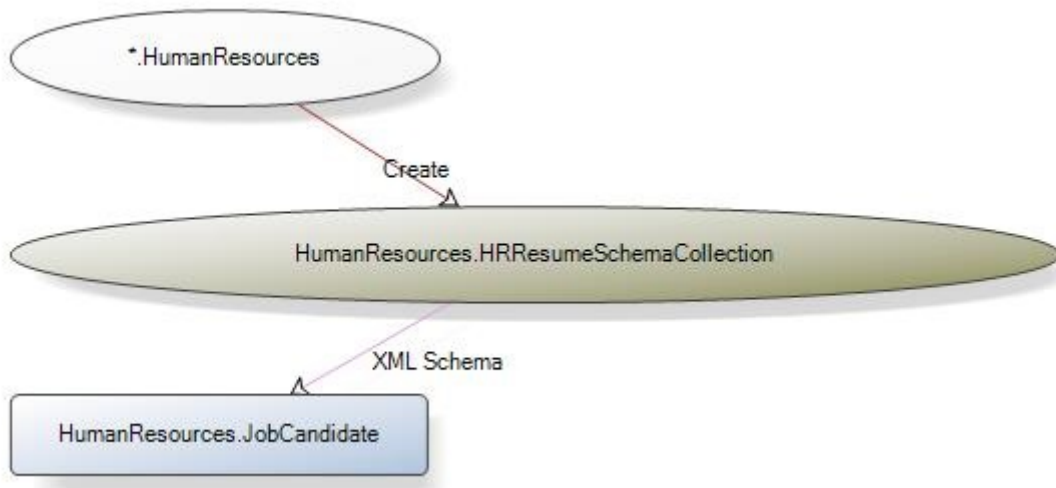 *.HumanResources
Create
HumanResources.HRResumeSchemaCollection
XML Schema
HumanResources.JobCandidate